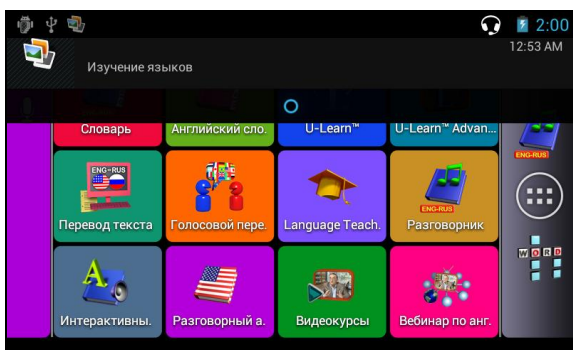 2:00
12:53 AM
Изучение языков
Словарь
Английский сло.
U-Learn™
U-Learn™ Advan...
ENG-RUS
ENG-RUS
Перевод текста
Голосовой пере.
Language Teach.
ENG-RUS
Разговорник
WORD
A
Интерактивны.
Разговорный а.
Видеокурсы
Вебинар по анг.